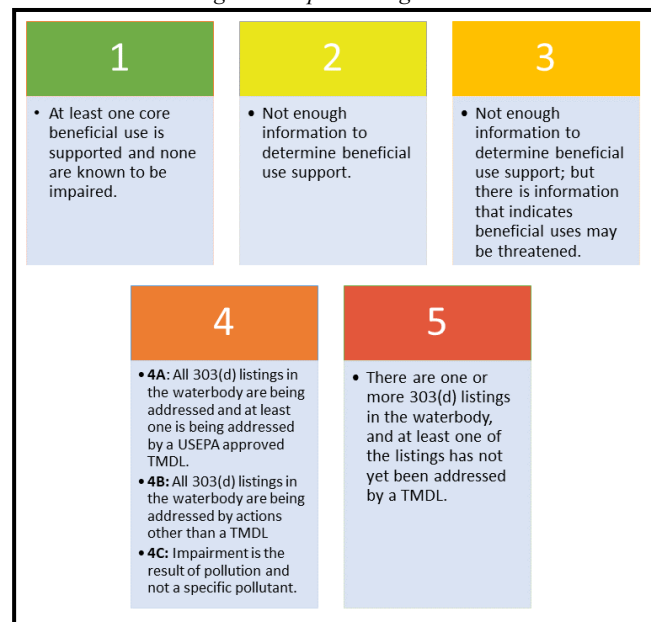 1
• At least one core
beneficial use is
supported and none
are known to be
impaired.
2
• Not enough
information to
determine beneficial
use support.
3
• Not enough
information to
determine beneficial
use support; but
there is information
that indicates
beneficial uses may
be threatened.
4
• 4A: All 303(d) listings in
the waterbody are being
addressed and at least
one is being addressed
by a USEPA approved
TMDL.
• 4B: All 303(d) listings in
the waterbody are being
addressed by actions
other than a TMDL
• 4C: Impairment is the
result of pollution and
not a specific pollutant.
5
• There are one or
more 303(d) listings
in the waterbody,
and at least one of
the listings has not
yet been addressed
by a TMDL.